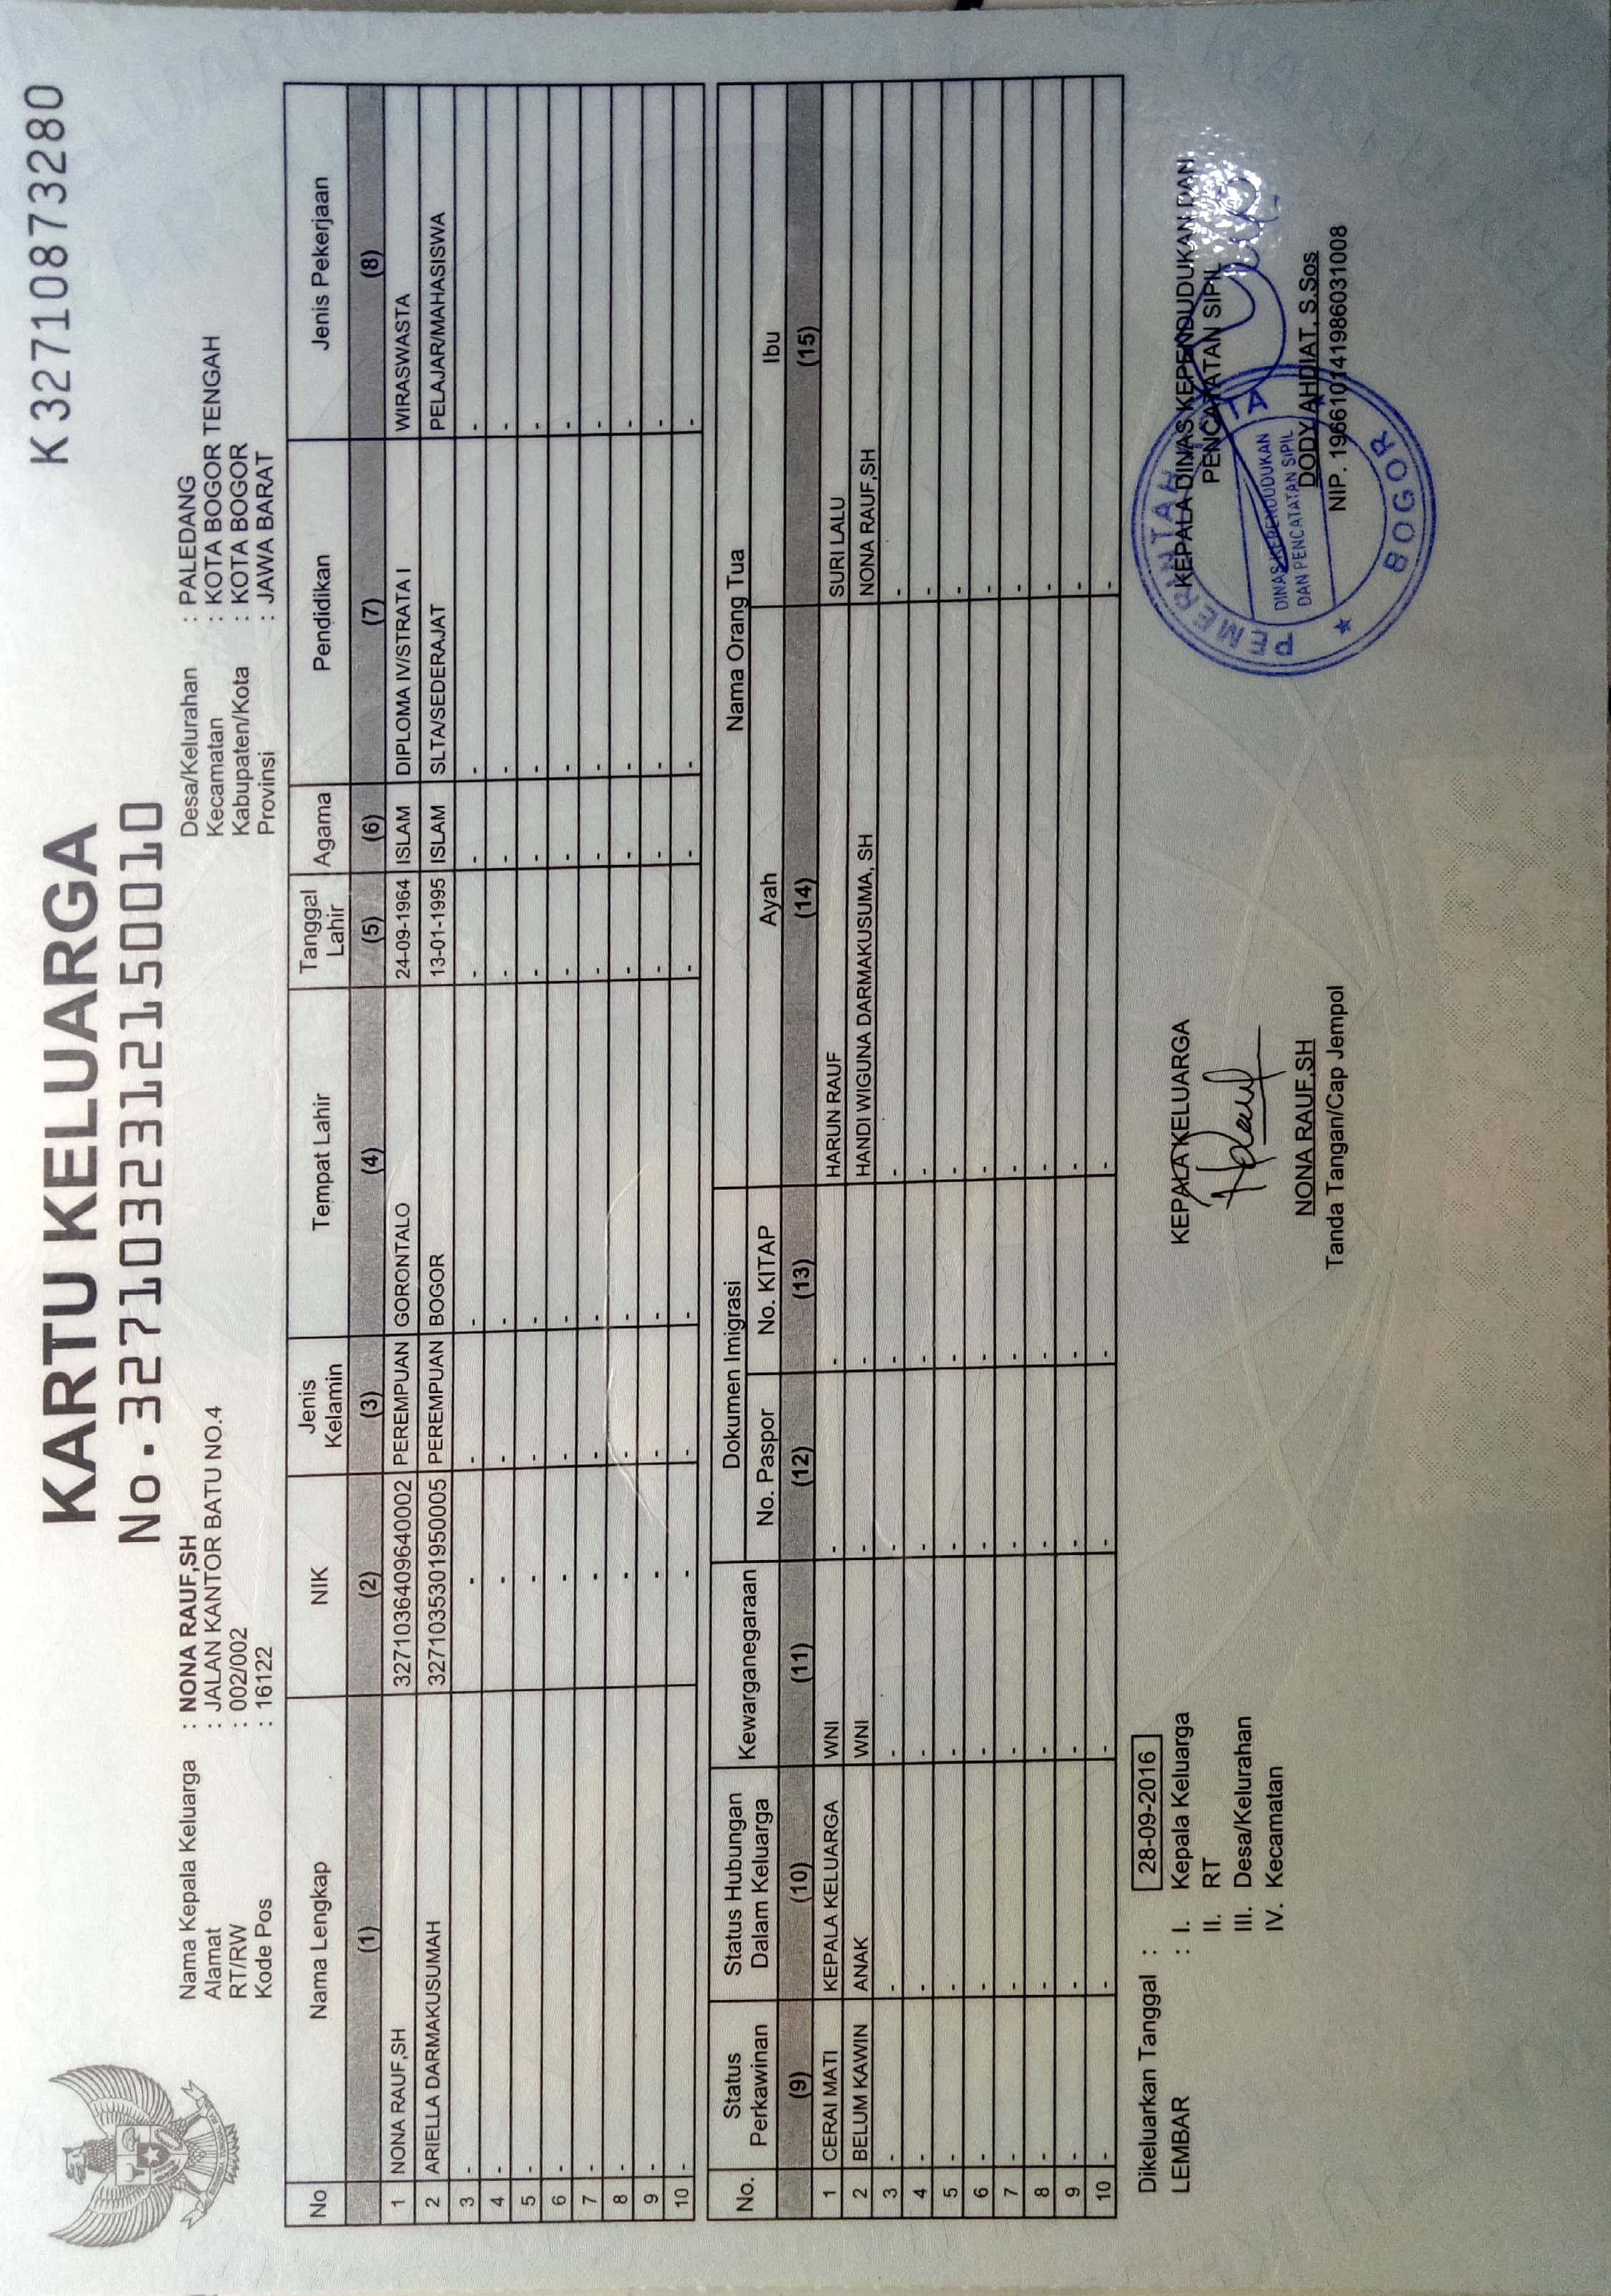 K 32710873280
KARTU KELUARGA
No. 3271032312150010
Nama Kepala Keluarga : NONA RAUF,SH
Alamat : JALAN KANTOR BATU NO.4
RT/RW : 002/002
Kode Pos : 16122
Desa/Kelurahan : PALEDANG
Kecamatan : KOTA BOGOR TENGAH
Kabupaten/Kota : KOTA BOGOR
Provinsi : JAWA BARAT
No Nama Lengkap NIK Jenis Kelamin Tempat Lahir Tanggal Lahir Agama Pendidikan Jenis Pekerjaan
(1) (2) (3) (4) (5) (6) (7) (8)
1 NONA RAUF,SH 3271036409640002 PEREMPUAN GORONTALO 24-09-1964 ISLAM DIPLOMA IV/STRATA I WIRASWASTA
2 ARIELLA DARMAKUSUMAH 3271035301950005 PEREMPUAN BOGOR 13-01-1995 ISLAM SLTA/SEDERAJAT PELAJAR/MAHASISWA
3 - - - - - - - -
4 - - - - - - - -
5 - - - - - - - -
6 - - - - - - - -
7 - - - - - - - -
8 - - - - - - - -
9 - - - - - - - -
10 - - - - - - - -
No. Status Perkawinan Status Hubungan Dalam Keluarga Kewarganegaraan Dokumen Imigrasi Nama Orang Tua
No. Paspor No. KITAP Ayah Ibu
(9) (10) (11) (12) (13) (14) (15)
1 CERAI MATI KEPALA KELUARGA WNI - - HARUN RAUF SURI LALU
2 BELUM KAWIN ANAK WNI - - HANDI WIGUNA DARMAKUSUMA, SH NONA RAUF,SH
3 - - - - - - -
4 - - - - - - -
5 - - - - - - -
6 - - - - - - -
7 - - - - - - -
8 - - - - - - -
9 - - - - - - -
10 - - - - - - -
Dikeluarkan Tanggal : 28-09-2016
LEMBAR : I. Kepala Keluarga
II. RT
III. Desa/Kelurahan
IV. Kecamatan
KEPALA KELUARGA
NONA RAUF,SH
Tanda Tangan/Cap Jempol
KEPALA DINAS KEPENDUDUKAN DAN
PENCATATAN SIPIL
DODY AHDIAT, S.Sos
NIP. 196610141986031008
PEMERINTAH
DINAS KEPENDUDUKAN
DAN PENCATATAN SIPIL
BOGOR